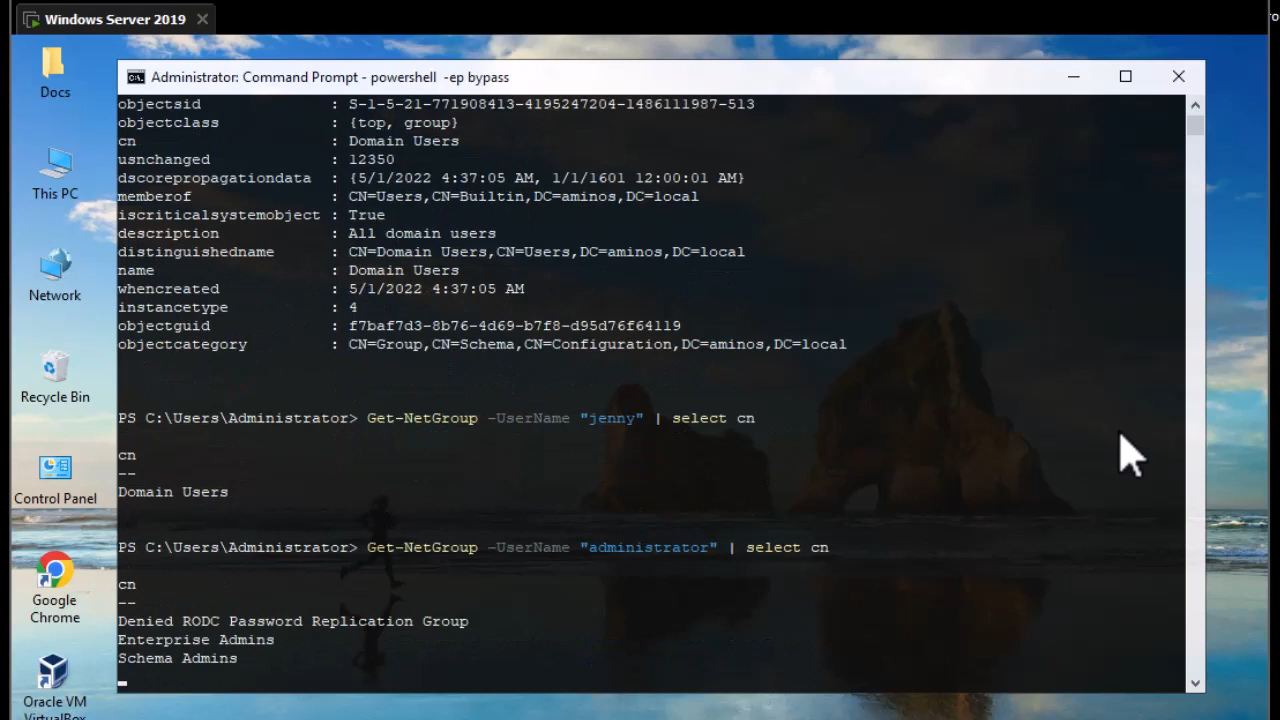 Windows Server 2019
ro
Docs
This PC
Network
Recycle Bin
Control Panel
Google
Chrome
Oracle VM
VirtualBox
Administrator: Command Prompt - powershell  -ep bypass
objectsid              : S-1-5-21-771908413-4195247204-1486111987-513
objectclass            : {top, group}
cn                     : Domain Users
usnchanged             : 12350
dscorepropagationdata  : {5/1/2022 4:37:05 AM, 1/1/1601 12:00:01 AM}
memberof               : CN=Users,CN=Builtin,DC=aminos,DC=local
iscriticalsystemobject : True
description            : All domain users
distinguishedname      : CN=Domain Users,CN=Users,DC=aminos,DC=local
name                   : Domain Users
whencreated            : 5/1/2022 4:37:05 AM
instancetype           : 4
objectguid             : f7baf7d3-8b76-4d69-b7f8-d95d76f64119
objectcategory         : CN=Group,CN=Schema,CN=Configuration,DC=aminos,DC=local
PS C:\Users\Administrator> Get-NetGroup -UserName "jenny" | select cn
cn
--
Domain Users
PS C:\Users\Administrator> Get-NetGroup -UserName "administrator" | select cn
cn
--
Denied RODC Password Replication Group
Enterprise Admins
Schema Admins